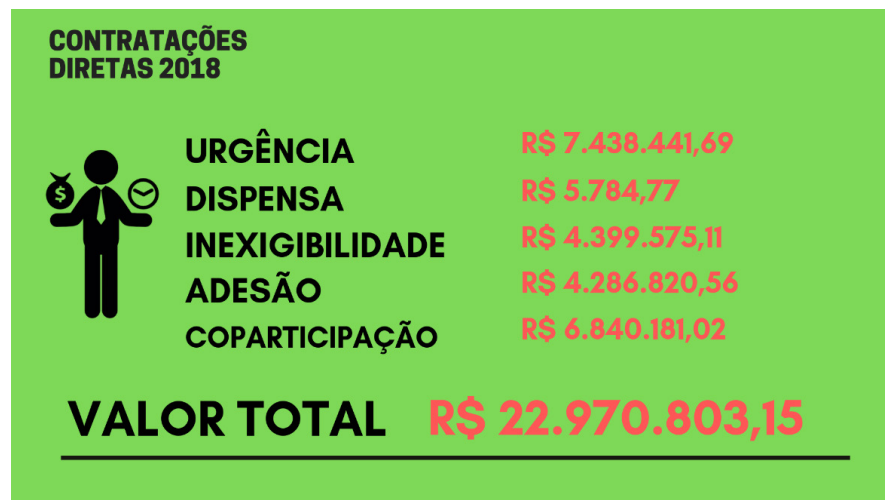 CONTRATAÇÕES
DIRETAS 2018
URGÊNCIA R$ 7.438.441,69
DISPENSA R$ 5.784,77
INEXIGIBILIDADE R$ 4.399.575,11
ADESÃO R$ 4.286.820,56
COPARTICIPAÇÃO R$ 6.840.181,02
$
VALOR TOTAL R$ 22.970.803,15